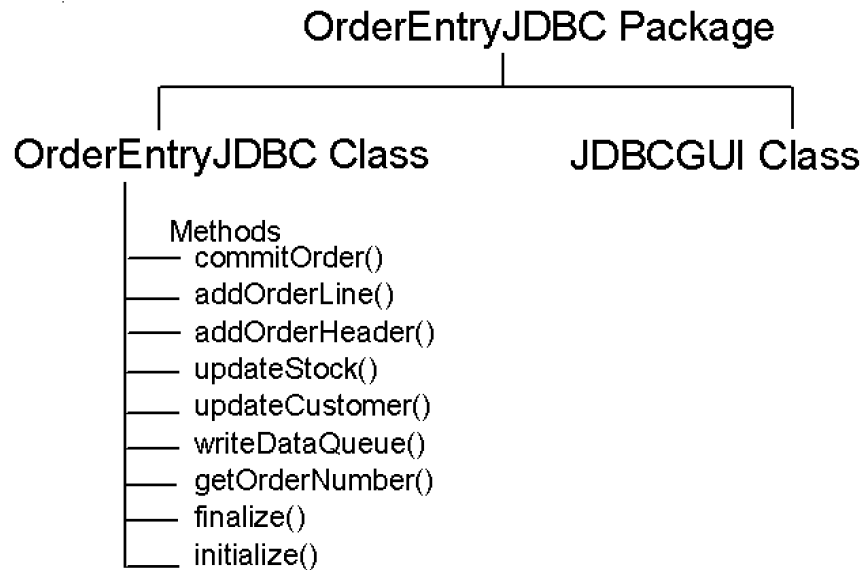 OrderEntryJDBC Package
OrderEntryJDBC Class
JDBCGUI Class
Methods
commitOrder()
addOrderLine()
addOrderHeader()
updateStock()
updateCustomer()
writeDataQueue()
getOrderNumber()
finalize()
initialize()